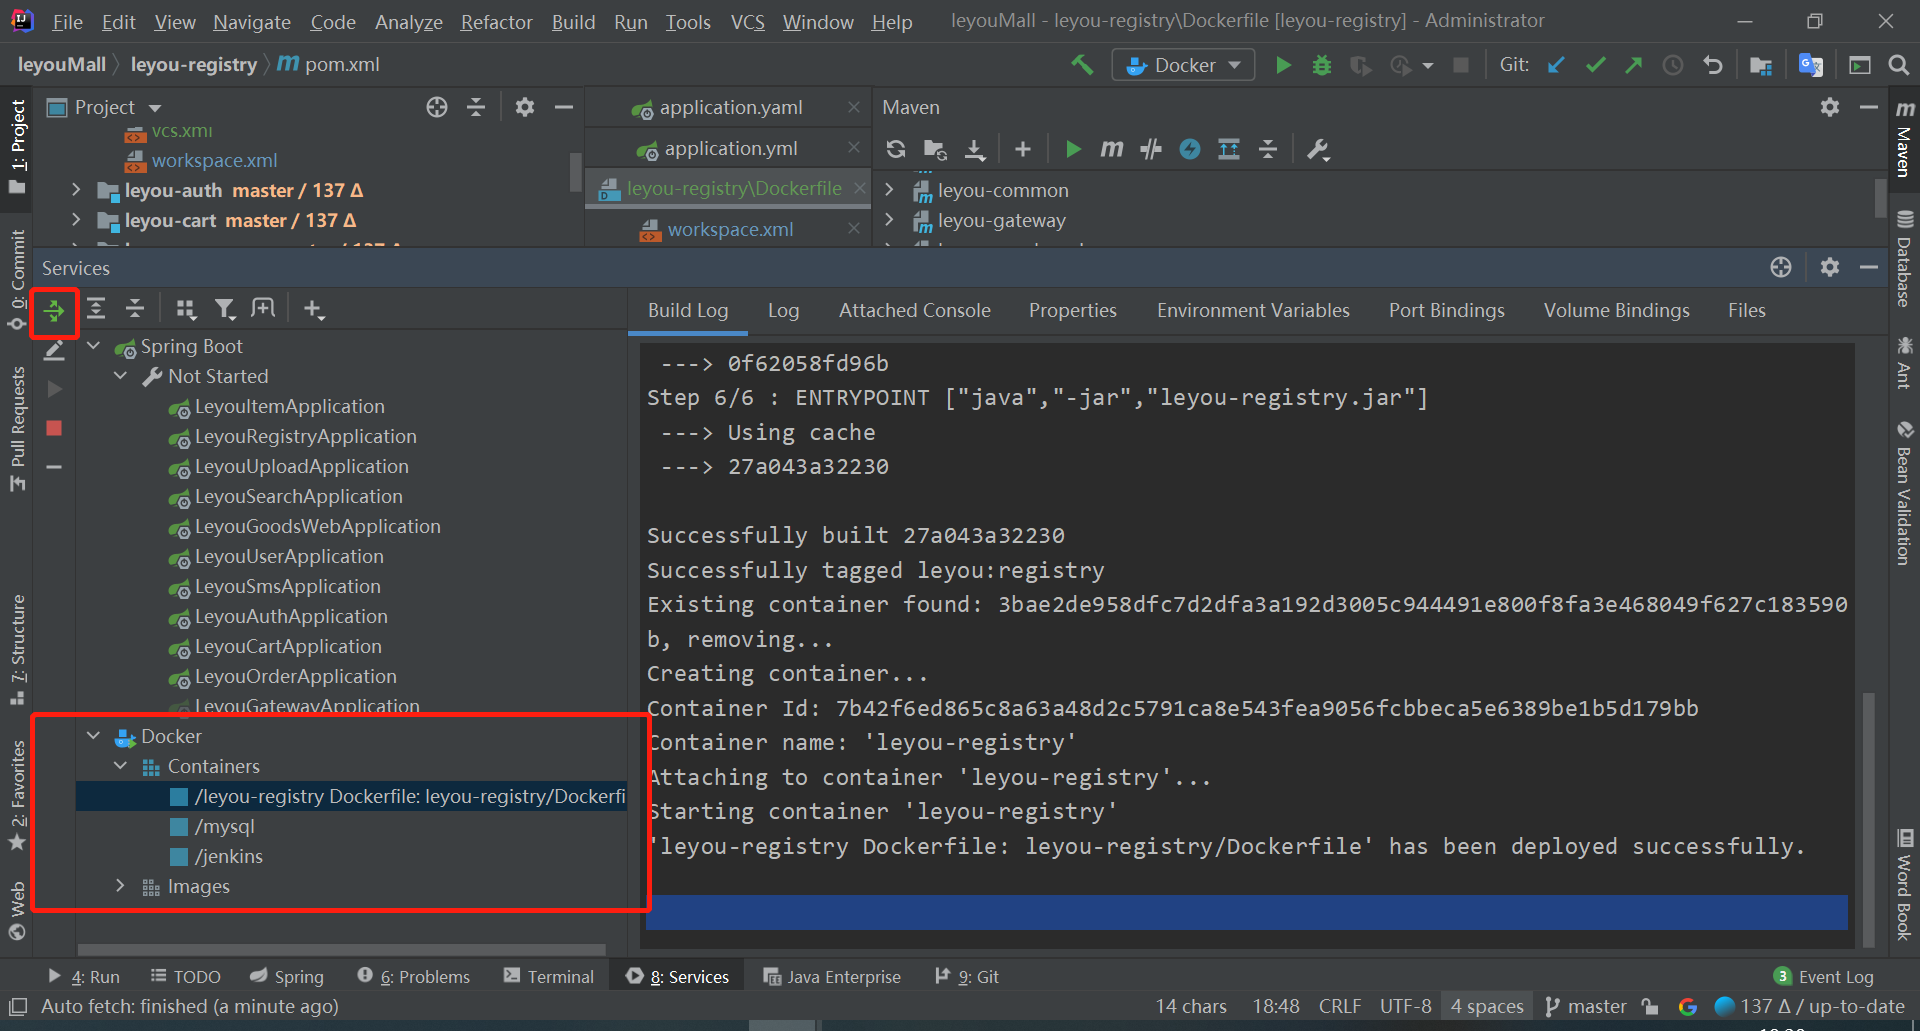 File Edit View Navigate Code Analyze Refactor Build Run Tools VCS Window Help leyouMall - leyou-registry\Dockerfile [leyou-registry] - Administrator
leyouMall leyou-registry pom.xml
Docker
Git:
Project
vcs.xml
workspace.xml
leyou-auth master / 137 Δ
leyou-cart master / 137 Δ
application.yaml
application.yml
leyou-registry\Dockerfile
workspace.xml
Maven
leyou-common
leyou-gateway
Services
Spring Boot
Not Started
LeyouItemApplication
LeyouRegistryApplication
LeyouUploadApplication
LeyouSearchApplication
LeyouGoodsWebApplication
LeyouUserApplication
LeyouSmsApplication
LeyouAuthApplication
LeyouCartApplication
LeyouOrderApplication
LeyouGatewayApplication
Docker
Containers
/leyou-registry Dockerfile: leyou-registry/Dockerfi
/mysql
/jenkins
Images
Build Log Log Attached Console Properties Environment Variables Port Bindings Volume Bindings Files
---> 0f62058fd96b
Step 6/6 : ENTRYPOINT ["java","-jar","leyou-registry.jar"]
---> Using cache
---> 27a043a32230
Successfully built 27a043a32230
Successfully tagged leyou:registry
Existing container found: 3bae2de958dfc7d2dfa3a192d3005c944491e800f8fa3e468049f627c183590
b, removing...
Creating container...
Container Id: 7b42f6ed865c8a63a48d2c5791ca8e543fea9056fcbbeca5e6389be1b5d179bb
Container name: 'leyou-registry'
Attaching to container 'leyou-registry'...
Starting container 'leyou-registry'
'leyou-registry Dockerfile: leyou-registry/Dockerfile' has been deployed successfully.
1: Project
0: Commit
Pull Requests
7: Structure
2: Favorites
Web
Maven
Database
Ant
Bean Validation
Word Book
4: Run TODO Spring 6: Problems Terminal 8: Services Java Enterprise 9: Git 3 Event Log
Auto fetch: finished (a minute ago) 14 chars 18:48 CRLF UTF-8 4 spaces master 137 Δ / up-to-date